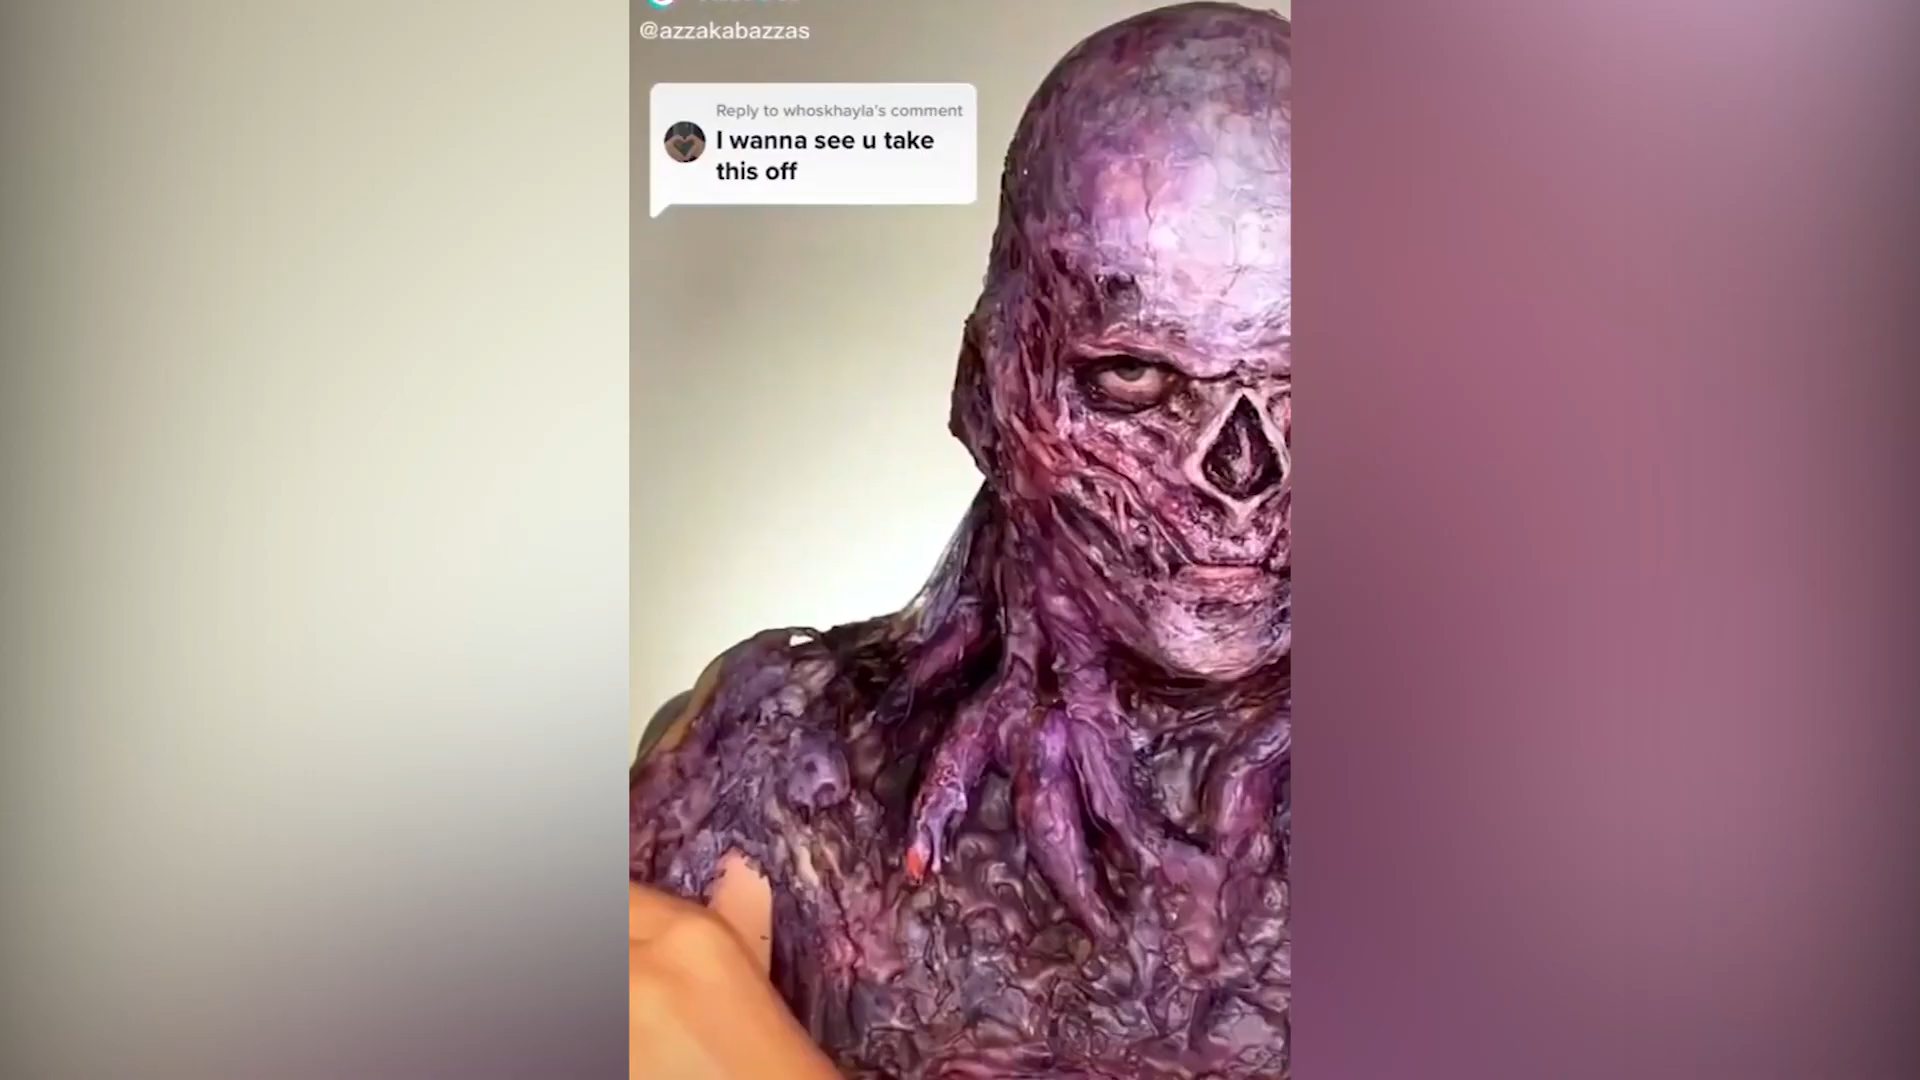 @azzakabazzas
Reply to whoskhayla's comment
I wanna see u take
this off